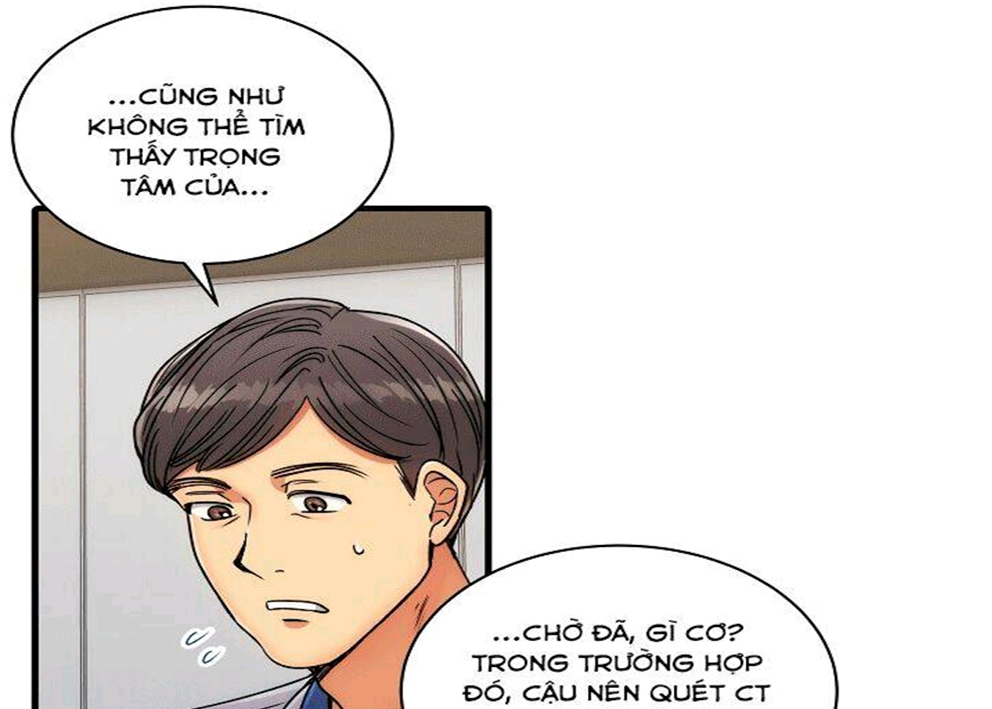 ...CŨNG NHƯ
KHÔNG THỂ TÌM
THẤY TRỌNG
TÂM CỦA...
...CHỜ ĐÃ, GÌ CƠ?
TRONG TRƯỜNG HỢP
ĐÓ, CẬU NÊN QUÉT CT